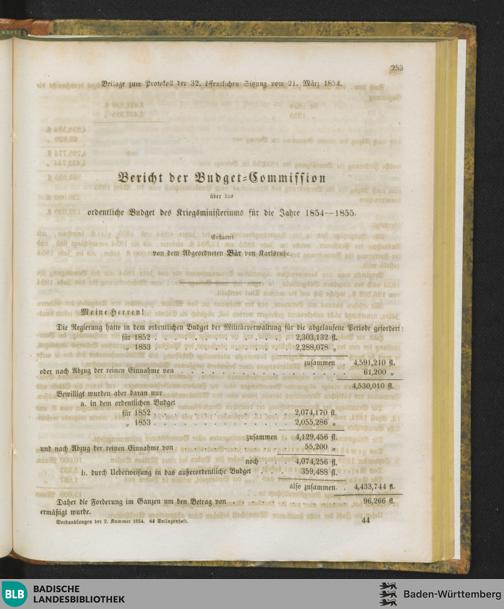 253
Beilage zum Protokoll der 32. öffentlichen Sitzung vom 21. März 1854.
Bericht der Budget-Commission
über das
ordentliche Budget des Kriegsministeriums für die Jahre 1854—1855.
Erstattet
von dem Abgeordneten Bär von Karlsruhe.
Meine Herren!
Die Regierung hatte in dem ordentlichen Budget der Militärverwaltung für die abgelaufene Periode gefordert:
für 1852 . . . . . . . . . . 2,303,132 fl.
„ 1853 . . . . . . . . . . 2,288,078 „
zusammen . 4,591,210 fl.
oder nach Abzug der reinen Einnahme von . . . . . . . . . . 61,200 „
4,530,010 fl.
Bewilligt wurden aber daran nur
a. in dem ordentlichen Budget
für 1852 . . . . . . . . . . 2,074,170 fl.
„ 1853 . . . . . . . . . . 2,055,286 „
zusammen 4,129,456 fl.
und nach Abzug der reinen Einnahme von . . . . . 55,200 „
noch 4,074,256 fl.
b. durch Ueberweisung in das außerordentliche Budget . 359,488 fl.
also zusammen . 4,433,744 fl.
Daher die Forderung im Ganzen um den Betrag von . . . . . . . . 96,266 fl.
ermäßigt wurde.
Verhandlungen der 2. Kammer 1854. 4s Beilagenheft. 44
BLB BADISCHE
LANDESBIBLIOTHEK
Baden-Württemberg